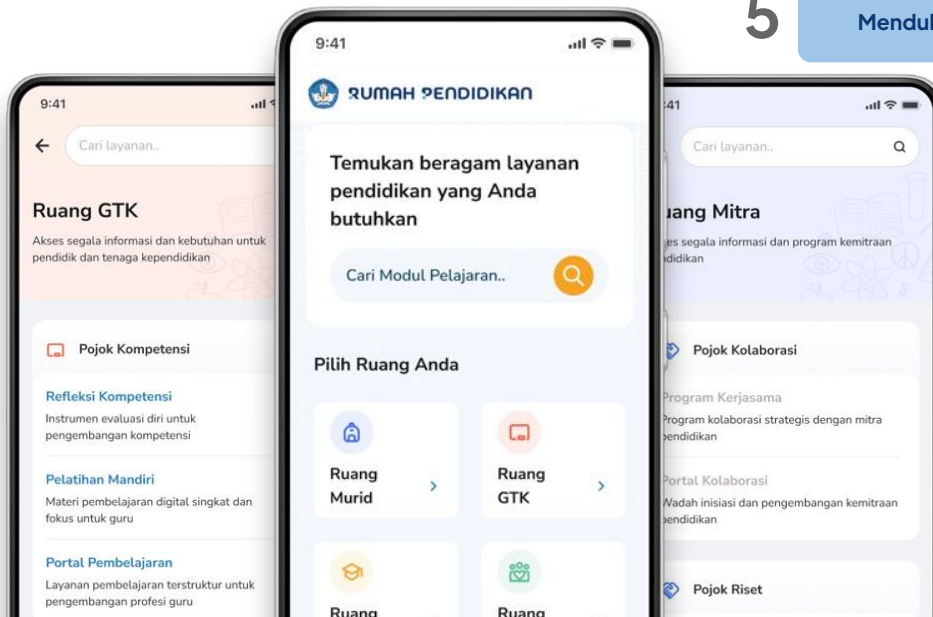 5
9:41
RUMAH PENDIDIKAN
Temukan beragam layanan
pendidikan yang Anda
butuhkan
Cari Modul Pelajaran..
Pilih Ruang Anda
Ruang
Murid
Ruang
GTK
Ruang
Ruang
9:41
Cari layanan..
Ruang GTK
Akses segala informasi dan kebutuhan untuk
pendidik dan tenaga kependidikan
Pojok Kompetensi
Refleksi Kompetensi
Instrumen evaluasi diri untuk
pengembangan kompetensi
Pelatihan Mandiri
Materi pembelajaran digital singkat dan
fokus untuk guru
Portal Pembelajaran
Layanan pembelajaran terstruktur untuk
pengembangan profesi guru
:41
Cari layanan..
Mitra
segala informasi dan program kemitraan
Pojok Kolaborasi
Program Kerjasama
Program kolaborasi strategis dengan mitra
pendidikan
Portal Kolaborasi
Wadah inisiasi dan pengembangan kemitraan
pendidikan
Pojok Riset